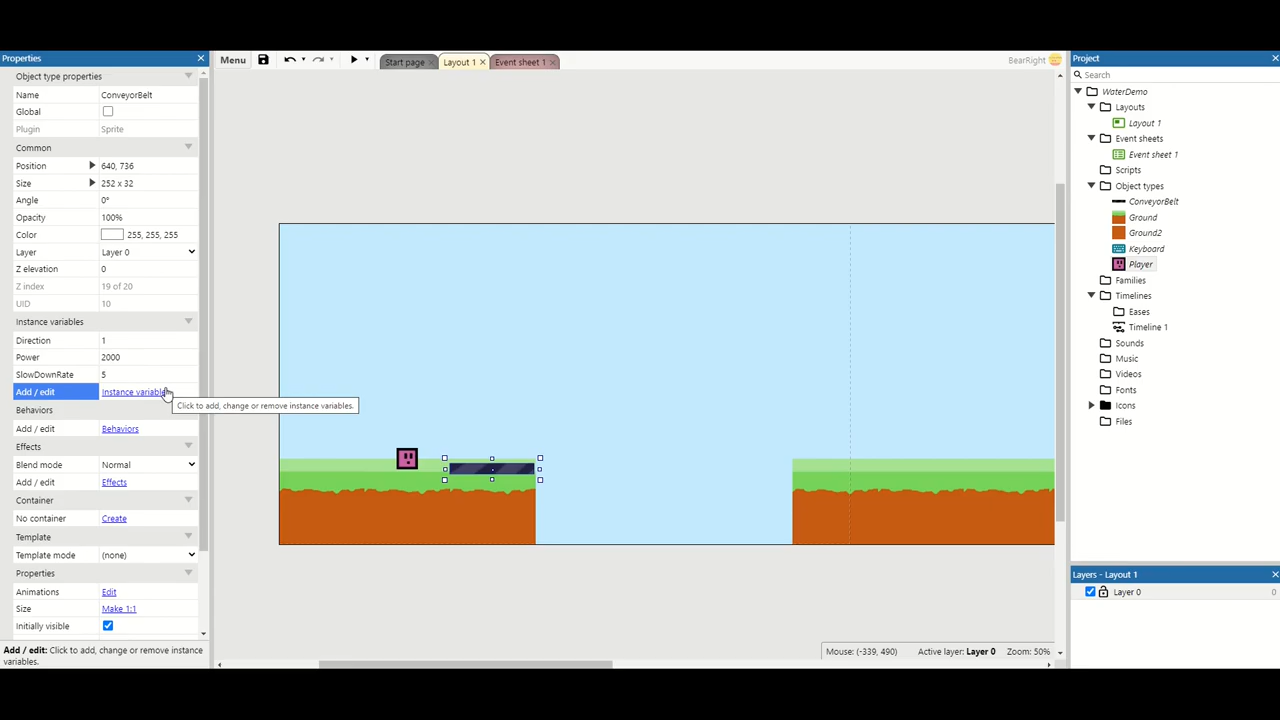 Properties
Object type properties
Name ConveyorBelt
Global
Plugin Sprite
Common
Position 640, 736
Size 252 x 32
Angle 0°
Opacity 100%
Color 255, 255, 255
Layer Layer 0
Z elevation 0
Z index 19 of 20
UID 10
Instance variables
Direction 1
Power 2000
SlowDownRate 5
Add / edit Instance variables
Behaviors
Add / edit Behaviors
Effects
Blend mode Normal
Add / edit Effects
Container
No container Create
Template
Template mode (none)
Properties
Animations Edit
Size Make 1:1
Initially visible
Add / edit: Click to add, change or remove instance
variables.
Menu
Start page
Layout 1
Event sheet 1
BearRight
Click to add, change or remove instance variables.
Mouse: (-339, 490) Active layer: Layer 0 Zoom: 50%
Project
Search
WaterDemo
Layouts
Layout 1
Event sheets
Event sheet 1
Scripts
Object types
ConveyorBelt
Ground
Ground2
Keyboard
Player
Families
Timelines
Eases
Timeline 1
Sounds
Music
Videos
Fonts
Icons
Files
Layers - Layout 1
Layer 0 0